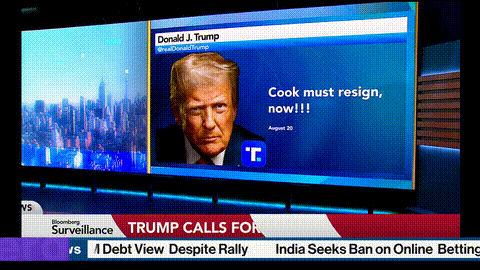 Donald J. Trump
@realDonaldTrump
Cook must resign,
now!!!
August 20
Bloomberg
Surveillance
TRUMP CALLS FOR
Debt View Despite Rally
India Seeks Ban on Online Betting